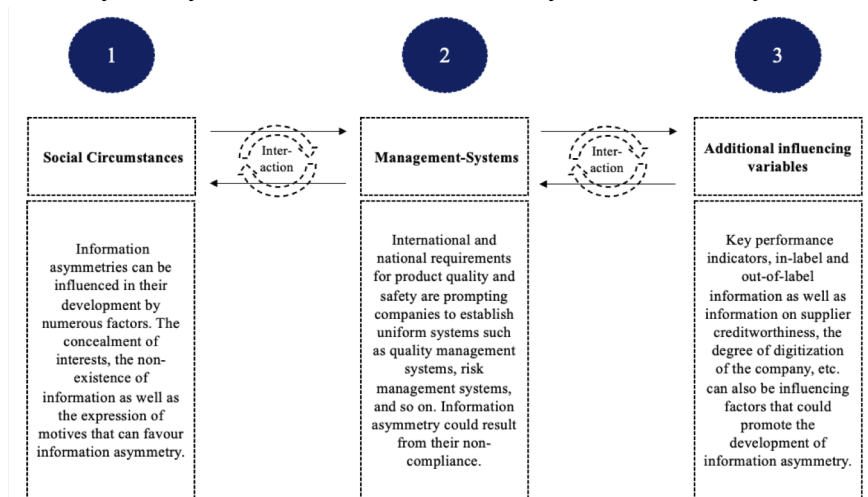 1
2
3
Social Circumstances
Inter-
action
Management-Systems
Inter-
action
Additional influencing
variables
Information
asymmetries can be
influenced in their
development by
numerous factors. The
concealment of
interests, the non-
existence of
information as well as
the expression of
motives that can favour
information asymmetry.
International and
national requirements
for product quality and
safety are prompting
companies to establish
uniform systems such
as quality management
systems, risk
management systems,
and so on. Information
asymmetry could result
from their non-
compliance.
Key performance
indicators, in-label and
out-of-label
information as well as
information on supplier
creditworthiness, the
degree of digitization
of the company, etc.
can also be influencing
factors that could
promote the
development of
information asymmetry.